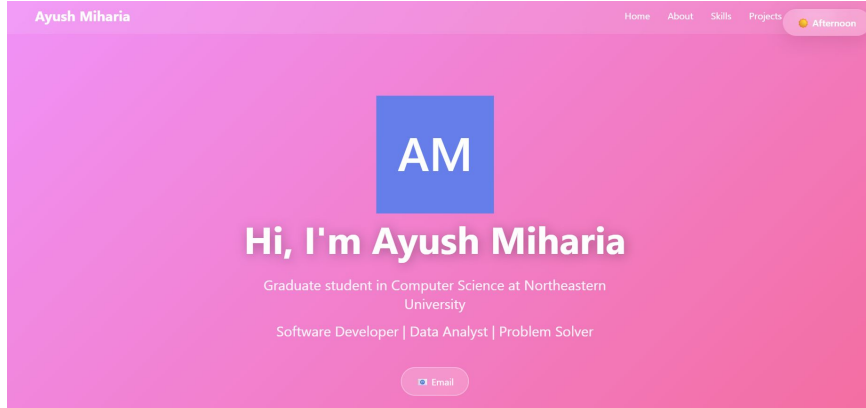 Ayush Miharia
Home About Skills Projects
Afternoon
AM
Hi, I'm Ayush Miharia
Graduate student in Computer Science at Northeastern
University
Software Developer | Data Analyst | Problem Solver
Email